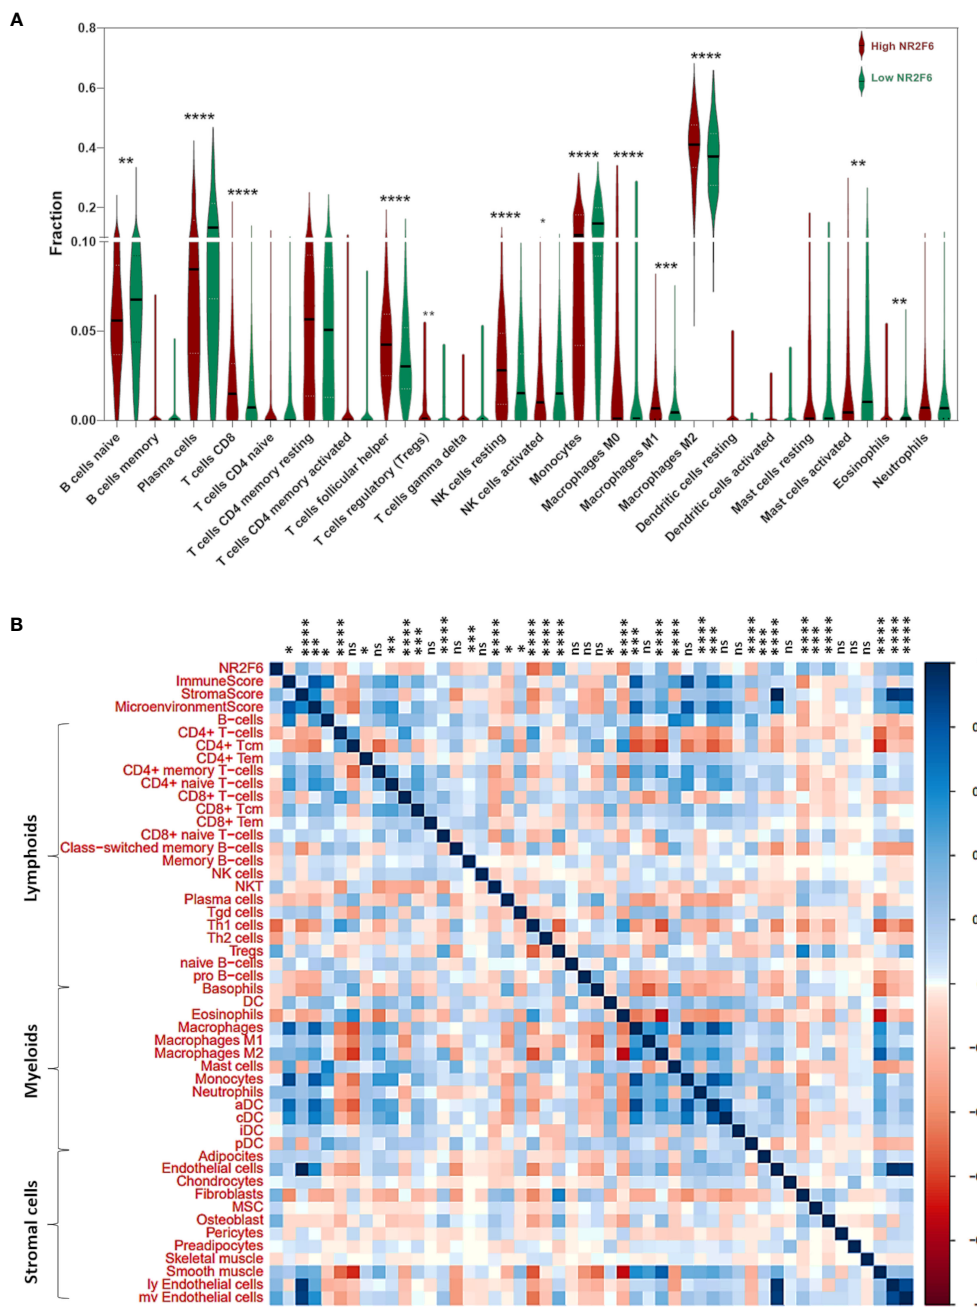 A
0.8
0.6
0.4
0.2
0.10
0.05
0.00
Fraction
High NR2F6
Low NR2F6
**
****
****
****
**
****
*
****
****
***
****
**
**
B cells naive
B cells memory
Plasma cells
T cells CD8
T cells CD4 naive
T cells CD4 memory resting
T cells CD4 memory activated
T cells follicular helper
T cells regulatory (Tregs)
T cells gamma delta
NK cells resting
NK cells activated
Monocytes
Macrophages M0
Macrophages M1
Macrophages M2
Dendritic cells resting
Dendritic cells activated
Mast cells resting
Mast cells activated
Eosinophils
Neutrophils
B
NR2F6
ImmuneScore
StromaScore
MicroenvironmentScore
B-cells
CD4+ T-cells
CD4+ Tcm
CD4+ Tem
CD4+ memory T-cells
CD4+ naive T-cells
CD8+ T-cells
CD8+ Tcm
CD8+ Tem
CD8+ naive T-cells
Class-switched memory B-cells
Memory B-cells
NK cells
NKT
Plasma cells
Tgd cells
Th1 cells
Th2 cells
Tregs
naive B-cells
pro B-cells
Basophils
DC
Eosinophils
Macrophages
Macrophages M1
Macrophages M2
Mast cells
Monocytes
Neutrophils
aDC
cDC
iDC
pDC
Adipocytes
Endothelial cells
Chondrocytes
Fibroblasts
MSC
Osteoblast
Pericytes
Preadipocytes
Skeletal muscle
Smooth muscle
ly Endothelial cells
mv Endothelial cells
Lymphoids
Myeloids
Stromal cells